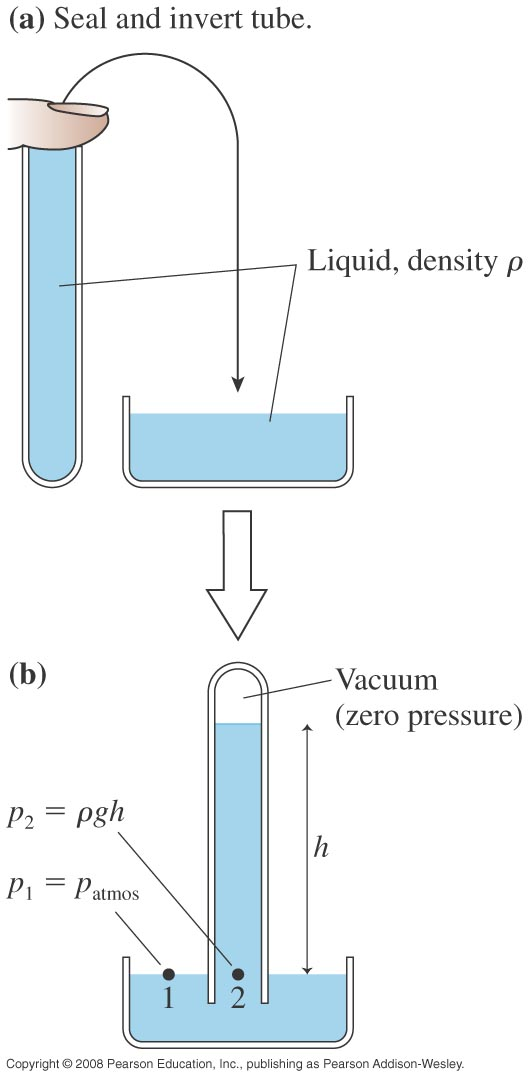 (a) Seal and invert tube.
Liquid, density ρ
(b)
Vacuum
(zero pressure)
p₂ = ρgh
h
p₁ = pₐₜₘₒₛ
1
2
Copyright © 2008 Pearson Education, Inc., publishing as Pearson Addison-Wesley.